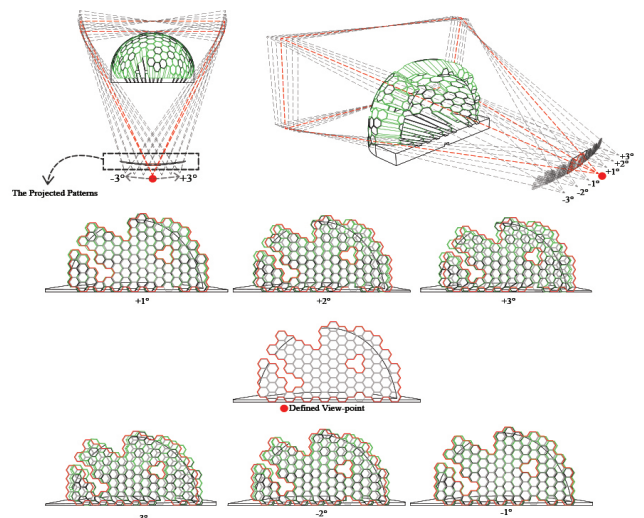 -3° +3°
The Projected Patterns
+3°
+2°
+1°
-1°
-2°
-3°
+1° +2° +3°
Defined View-point
-3° -2° -1°